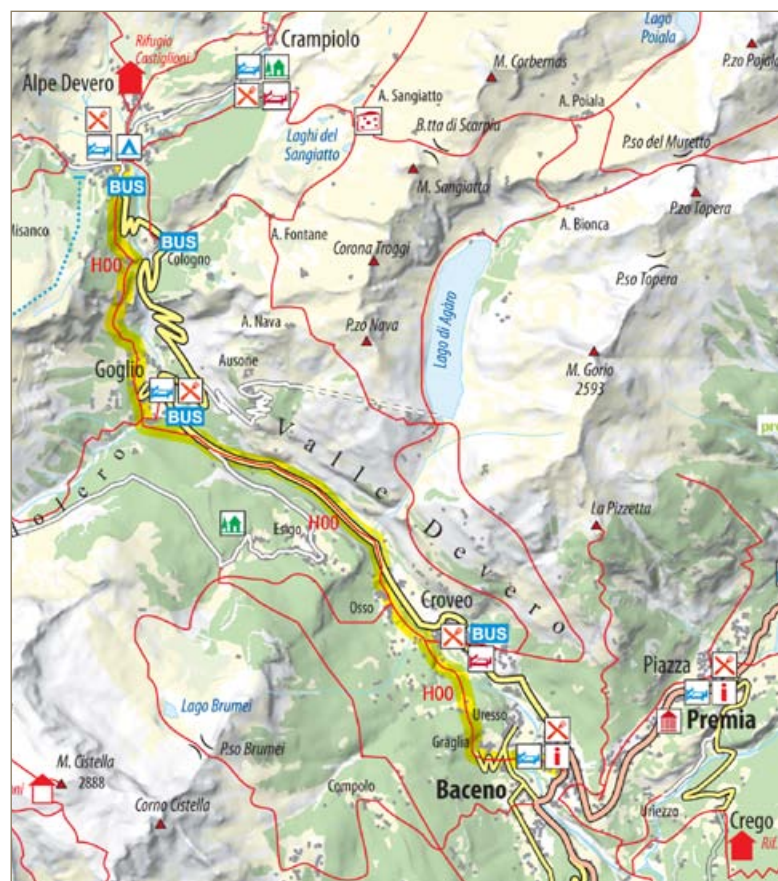 Lago
Poiala
Rifugio
Castiglioni
Crampiolo
P.zo Pojala
M. Corbernas
Alpe Devero
A. Sangiatto
A. Poiala
B.tta di Scarpia
Laghi del
Sangiatto
P.so del Muretto
M. Sangiatto
BUS
P.zo Topera
Misanco
A. Fontane
A. Bionca
BUS
Corona Troggi
Cologno
H00
P.so Topera
Lago di Agàro
A. Nava
P.zo Nava
Ausone
Goglio
M. Giorio
2593
BUS
Valle Devero
La Pizzetta
Esigo
H00
Osso
Croveo
BUS
Piazza
H00
i
Lago Brumei
Uresso
Premia
Graglia
i
P.so Brumei
M. Cistella
2888
Baceno
Compolo
Corno Cistella
Uriezzo
Crego
Rif.